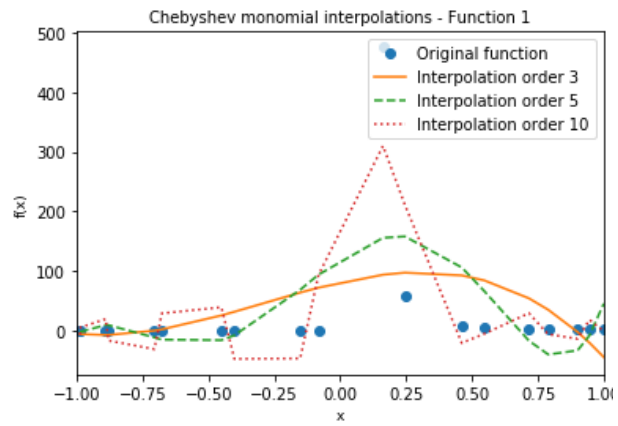 Chebyshev monomial interpolations - Function 1
500
400
300
200
100
0
f(x)
Original function
Interpolation order 3
Interpolation order 5
Interpolation order 10
−1.00 −0.75 −0.50 −0.25 0.00 0.25 0.50 0.75 1.0
x